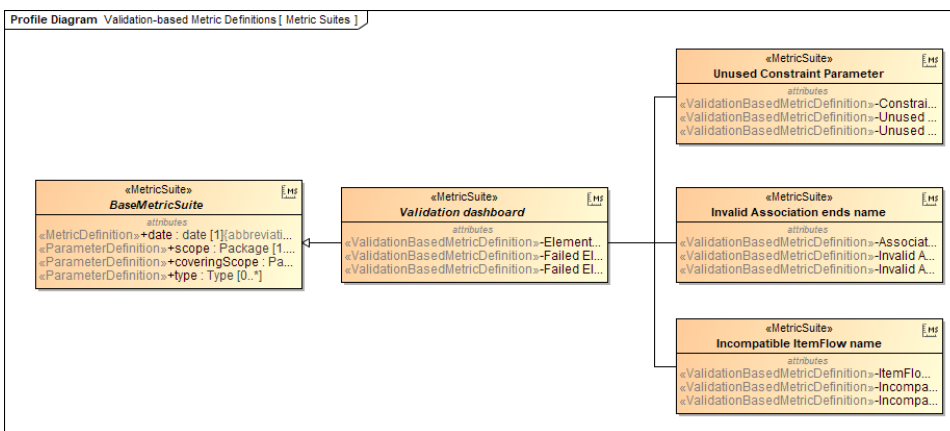 Profile Diagram Validation-based Metric Definitions [ Metric Suites ]
«MetricSuite»
Unused Constraint Parameter
attributes
«ValidationBasedMetricDefinition»-Constrai...
«ValidationBasedMetricDefinition»-Unused ...
«ValidationBasedMetricDefinition»-Unused ...
«MetricSuite»
BaseMetricSuite
attributes
«MetricDefinition»+date : date [1]{abbreviati...
«ParameterDefinition»+scope : Package [1....
«ParameterDefinition»+coveringScope : Pa...
«ParameterDefinition»+type : Type [0..*]
«MetricSuite»
Validation dashboard
attributes
«ValidationBasedMetricDefinition»-Element...
«ValidationBasedMetricDefinition»-Failed El...
«ValidationBasedMetricDefinition»-Failed El...
«MetricSuite»
Invalid Association ends name
attributes
«ValidationBasedMetricDefinition»-Associat...
«ValidationBasedMetricDefinition»-Invalid A...
«ValidationBasedMetricDefinition»-Invalid A...
«MetricSuite»
Incompatible ItemFlow name
attributes
«ValidationBasedMetricDefinition»-ItemFlo...
«ValidationBasedMetricDefinition»-Incompa...
«ValidationBasedMetricDefinition»-Incompa...